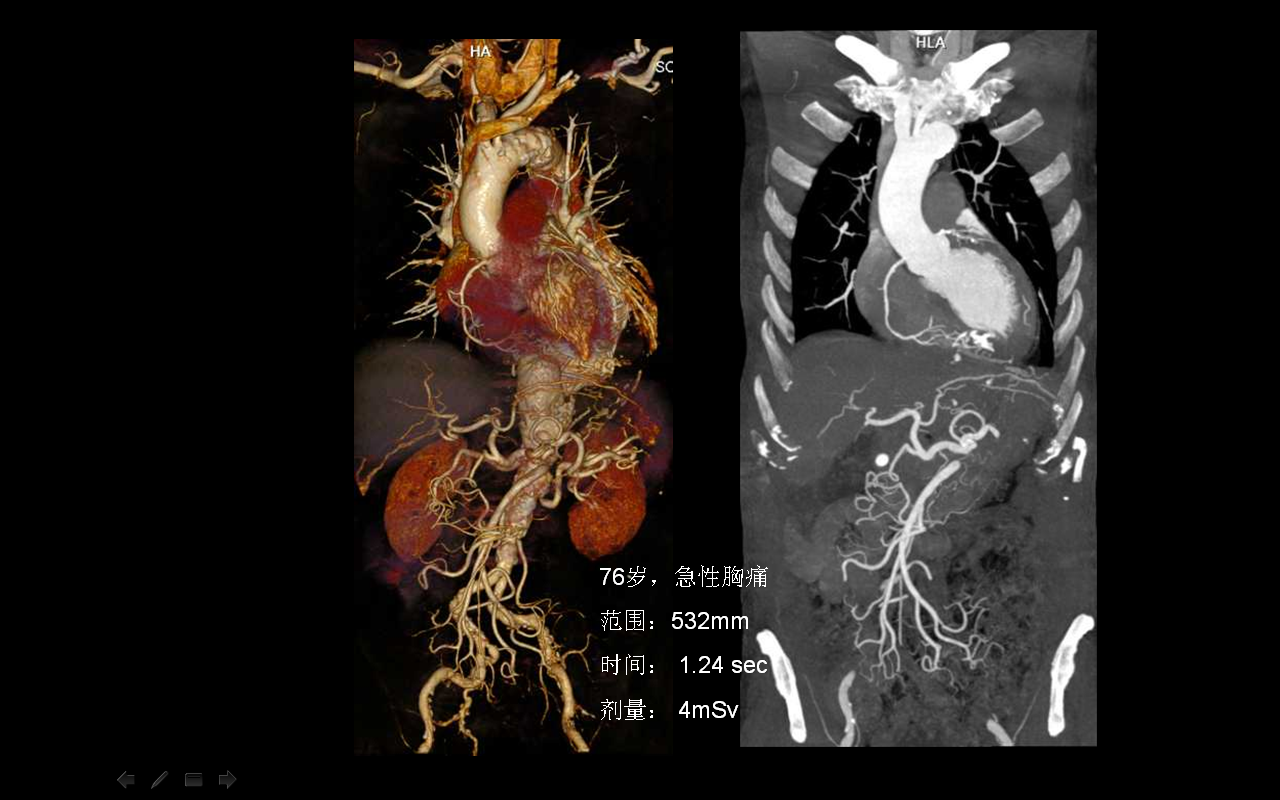 HA
SC
HLA
76岁，急性胸痛
范围：532mm
时间： 1.24 sec
剂量： 4mSv